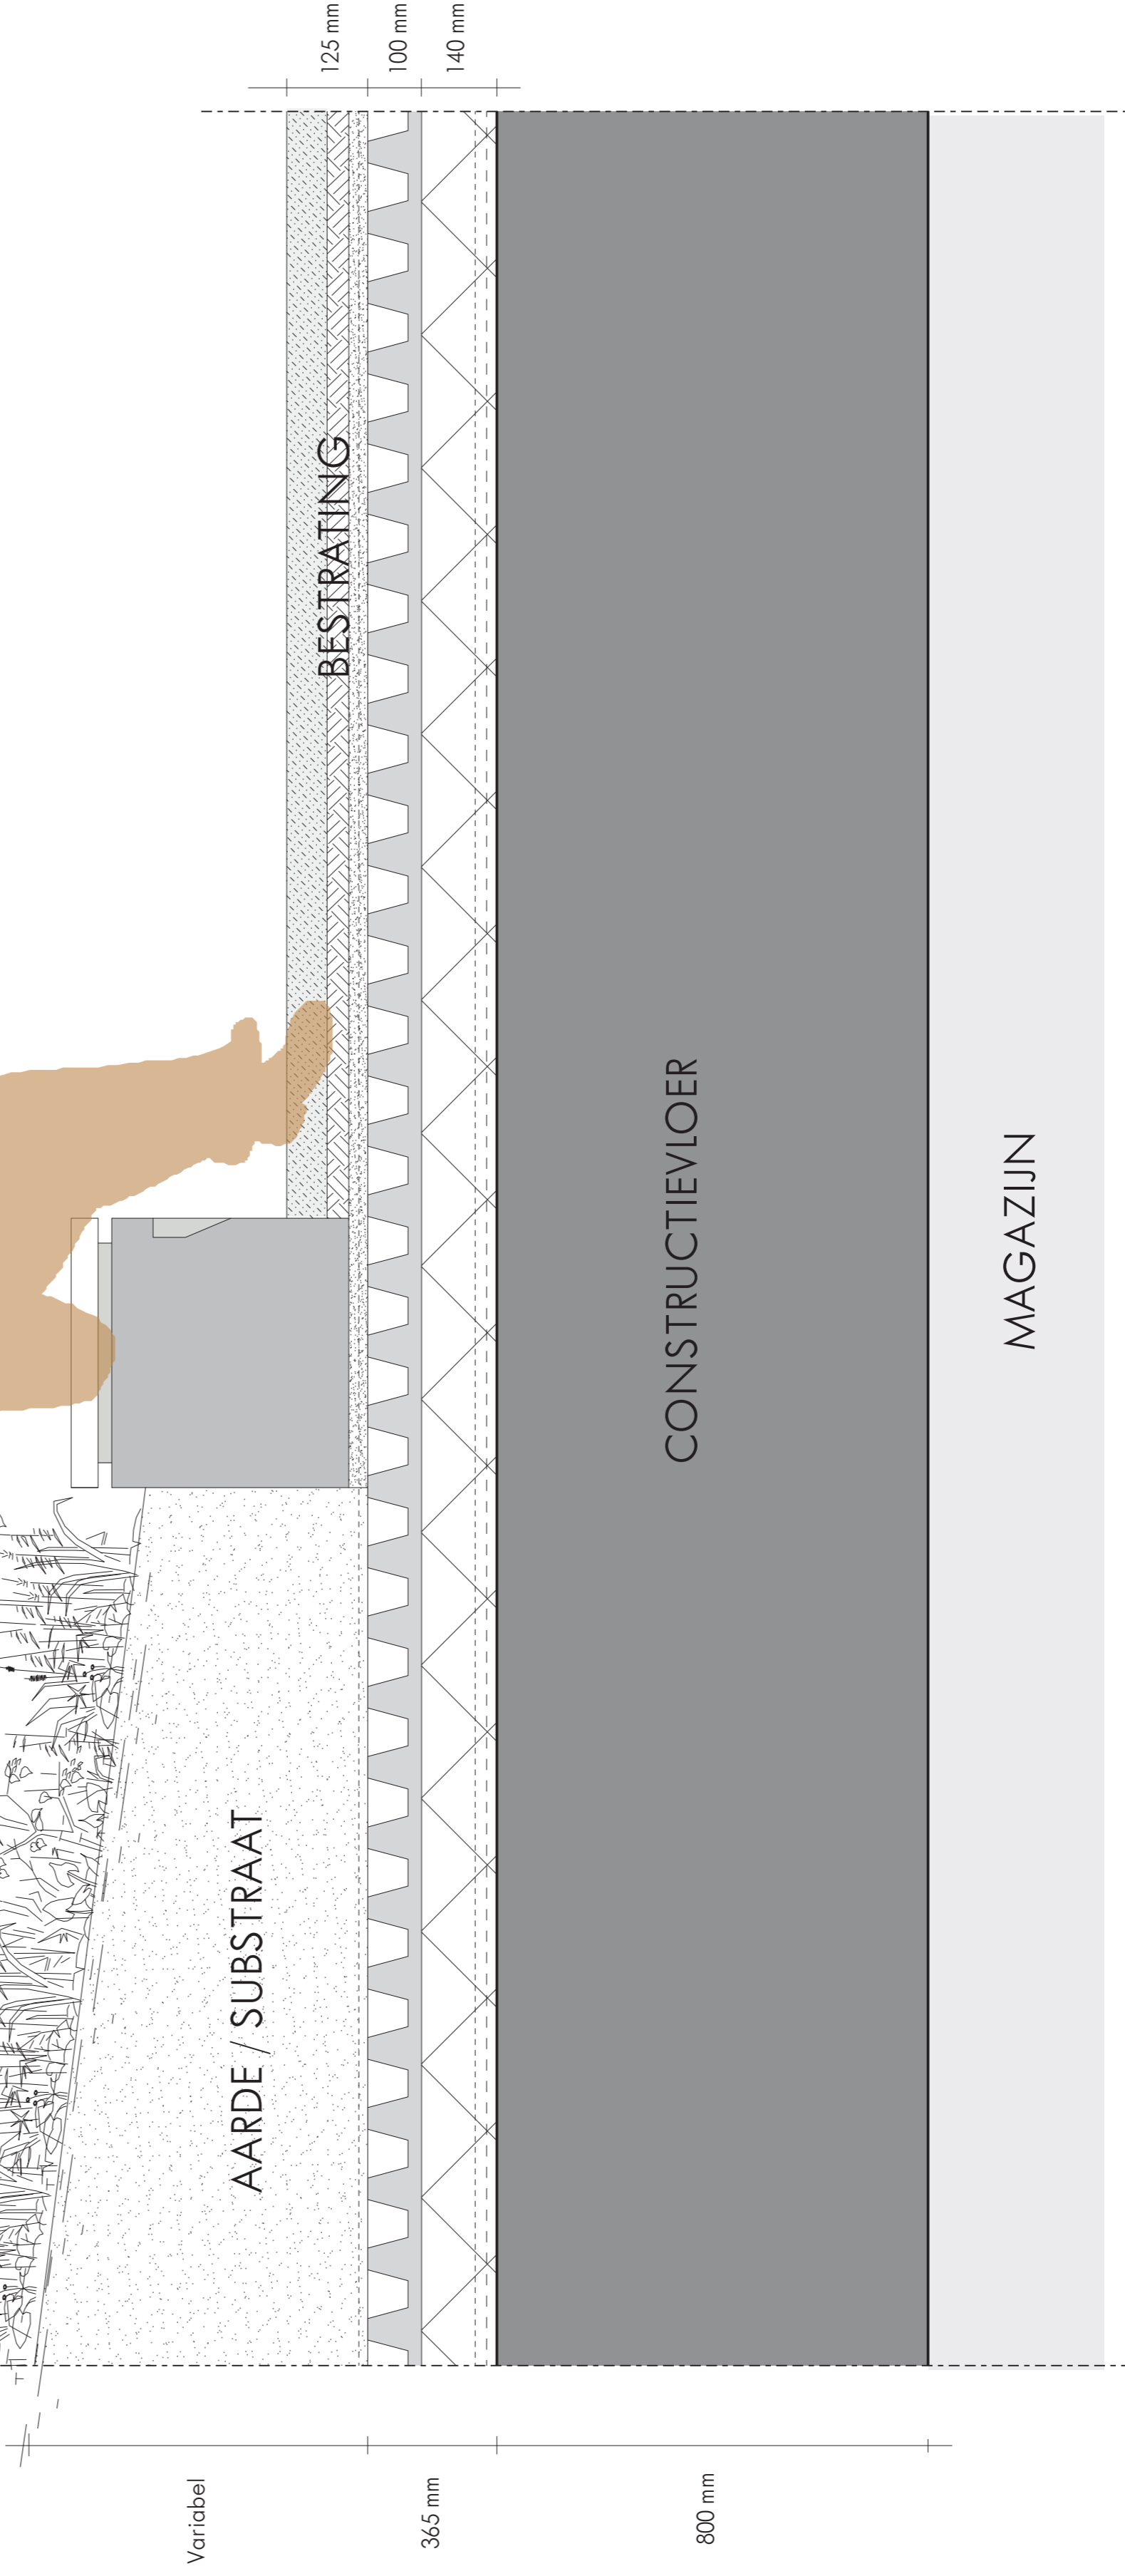 Variabel
365 mm
800 mm
AARDE / SUBSTRAAT
BESTRATING
CONSTRUCTIEVLOER
MAGAZIJN
125 mm
100 mm
140 mm